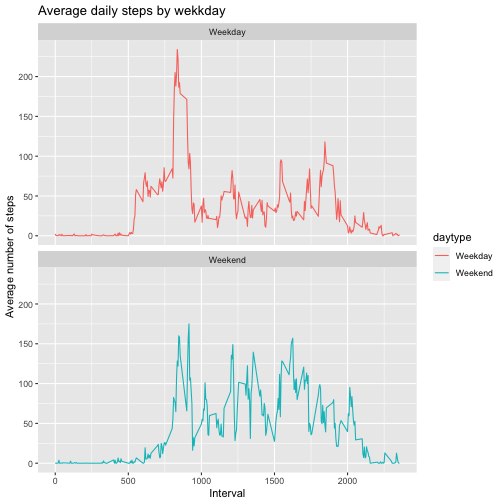 Average daily steps by wekkday
Weekday
200
150
100
50
0
Weekend
200
150
100
50
0
0
500
1000
1500
2000
Interval
Average number of steps
daytype
Weekday
Weekend